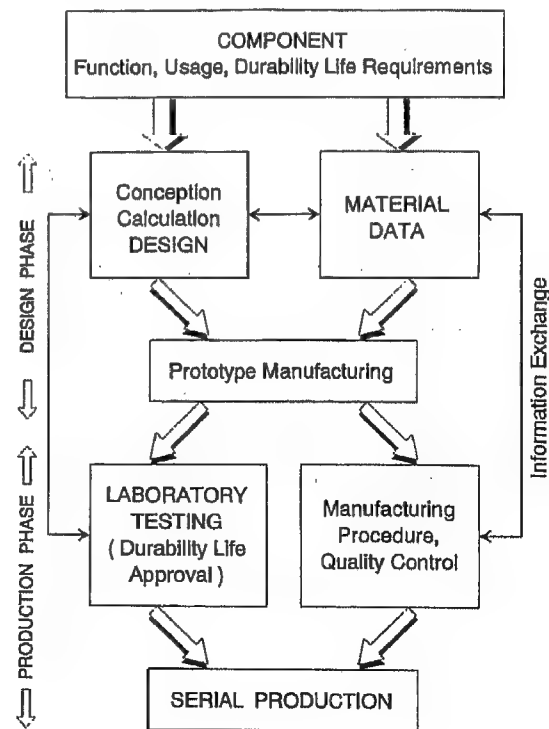 COMPONENT
Function, Usage, Durability Life Requirements
Conception
Calculation
DESIGN
MATERIAL
DATA
DESIGN PHASE
Information Exchange
Prototype Manufacturing
PRODUCTION PHASE
LABORATORY
TESTING
( Durability Life
Approval )
Manufacturing
Procedure,
Quality Control
SERIAL PRODUCTION